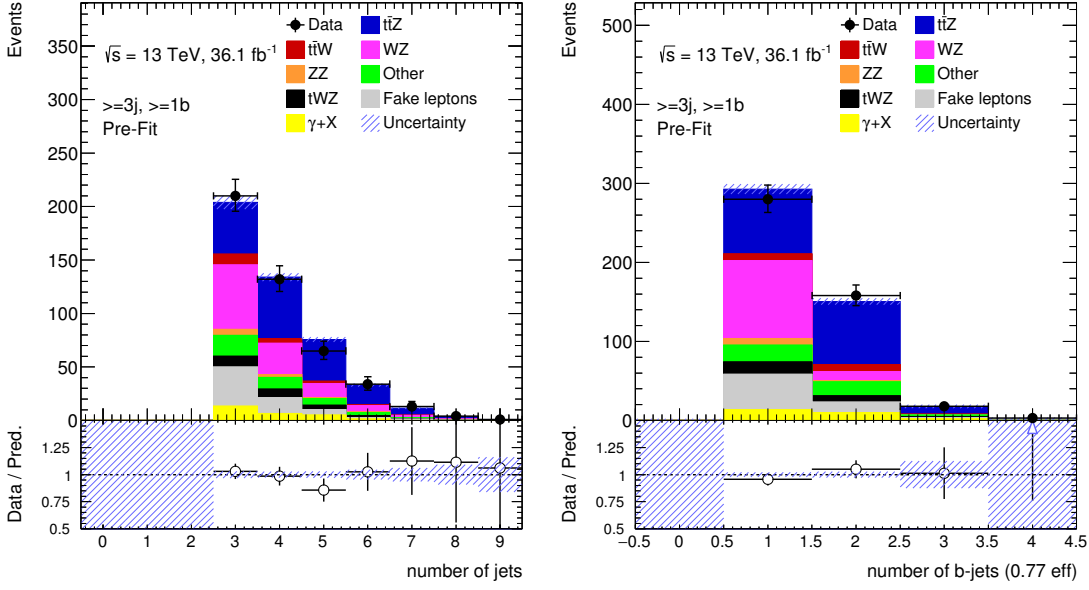 Events
350
300
250
200
150
100
50
0
√s = 13 TeV, 36.1 fb⁻¹
>=3j, >=1b
Pre-Fit
Data
tt̄Z
tt̄W
WZ
ZZ
Other
tWZ
Fake leptons
γ+X
Uncertainty
Data / Pred.
1.25
1
0.75
0.5
0 1 2 3 4 5 6 7 8 9
number of jets
Events
500
400
300
200
100
0
√s = 13 TeV, 36.1 fb⁻¹
>=3j, >=1b
Pre-Fit
Data
tt̄Z
tt̄W
WZ
ZZ
Other
tWZ
Fake leptons
γ+X
Uncertainty
Data / Pred.
1.25
1
0.75
0.5
−0.5 0 0.5 1 1.5 2 2.5 3 3.5 4 4.5
number of b-jets (0.77 eff)